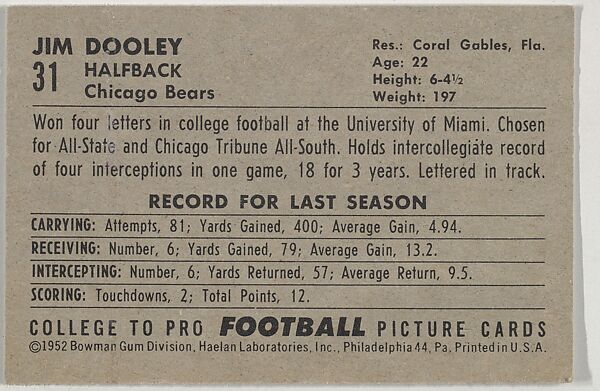 JIM DOOLEY
31
HALFBACK
Chicago Bears
Res.: Coral Gables, Fla.
Age: 22
Height: 6-4½
Weight: 197
Won four letters in college football at the University of Miami. Chosen
for All-State and Chicago Tribune All-South. Holds intercollegiate record
of four interceptions in one game, 18 for 3 years. Lettered in track.
RECORD FOR LAST SEASON
CARRYING: Attempts, 81; Yards Gained, 400; Average Gain, 4.94.
RECEIVING: Number, 6; Yards Gained, 79; Average Gain, 13.2.
INTERCEPTING: Number, 6; Yards Returned, 57; Average Return, 9.5.
SCORING: Touchdowns, 2; Total Points, 12.
COLLEGE TO PRO FOOTBALL PICTURE CARDS
©1952 Bowman Gum Division, Haelan Laboratories, Inc., Philadelphia 44, Pa. Printed in U.S.A.